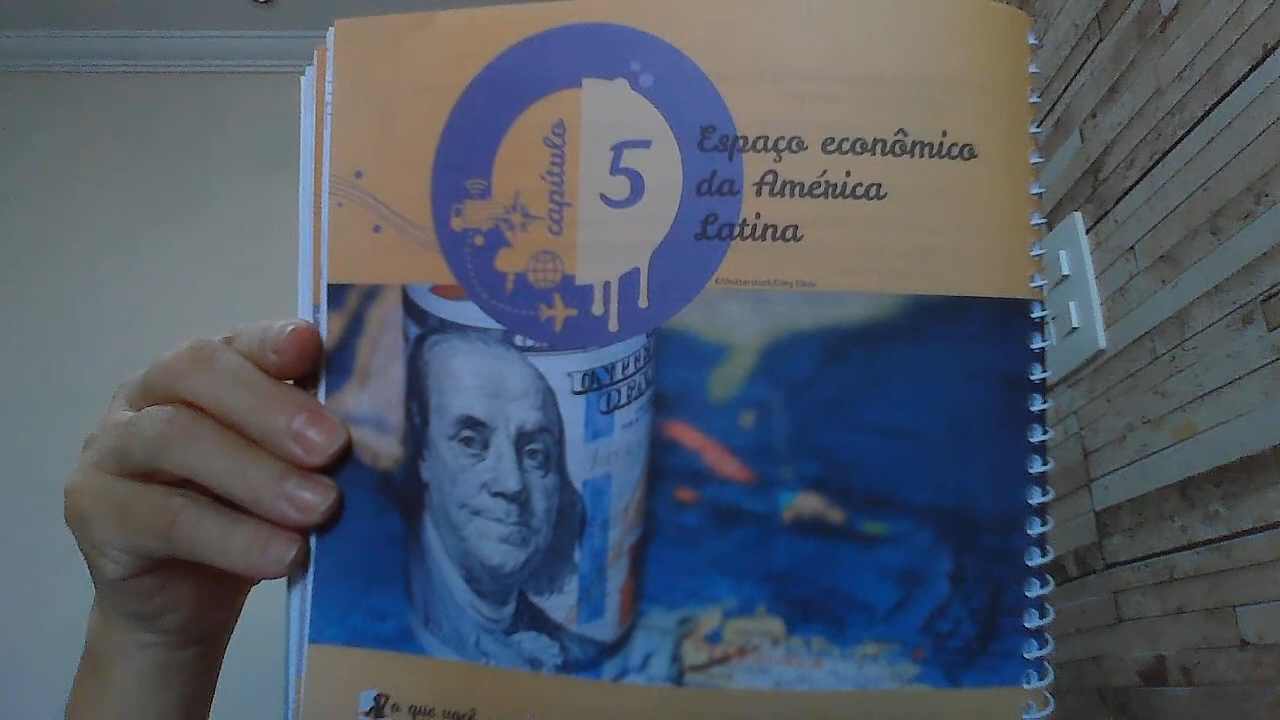 capítulo
5
Espaço econômico
da América
Latina
©Shutterstock/Oleg Elkov
o que você